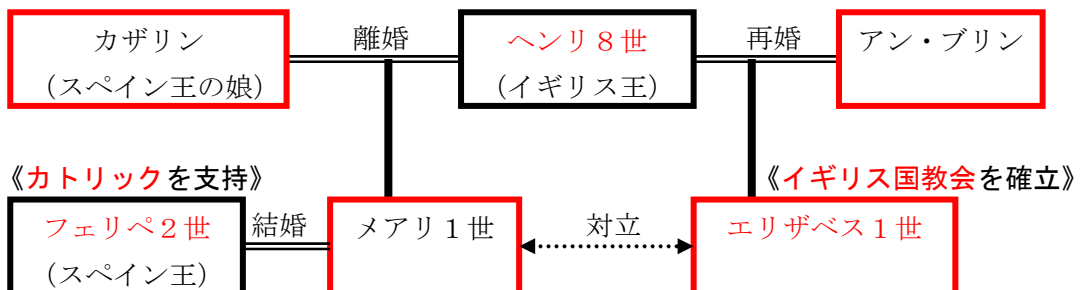 カザリン 離婚 ヘンリ8世 再婚 アン・ブリン
(スペイン王の娘) (イギリス王)
《カトリックを支持》 《イギリス国教会を確立》
フェリペ2世 結婚 メアリ1世 対立 エリザベス1世
(スペイン王)